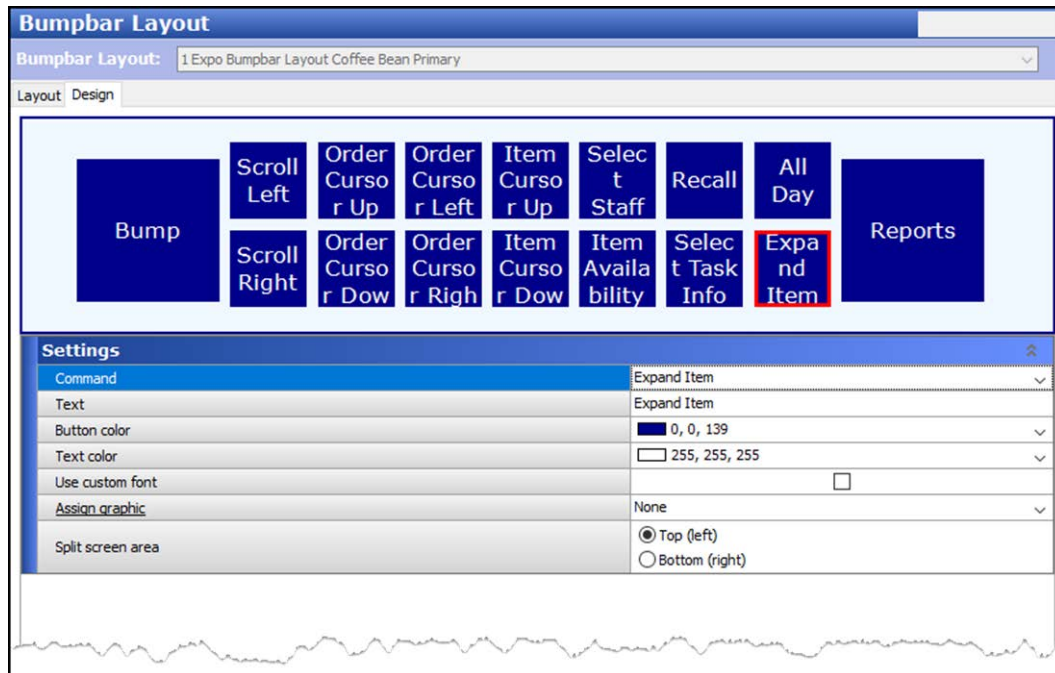 Bumpbar Layout
Bumpbar Layout: 1 Expo Bumpbar Layout Coffee Bean Primary
Layout Design
Bump
Scroll
Left
Order
Curso
r Up
Order
Curso
r Left
Item
Curso
r Up
Selec
t
Staff
Recall
All
Day
Reports
Scroll
Right
Order
Curso
r Dow
Order
Curso
r Righ
Item
Curso
r Dow
Item
Availa
bility
Selec
t Task
Info
Expa
nd
Item
Settings
Command Expand Item
Text Expand Item
Button color 0, 0, 139
Text color 255, 255, 255
Use custom font
Assign graphic None
Split screen area
Top (left)
Bottom (right)